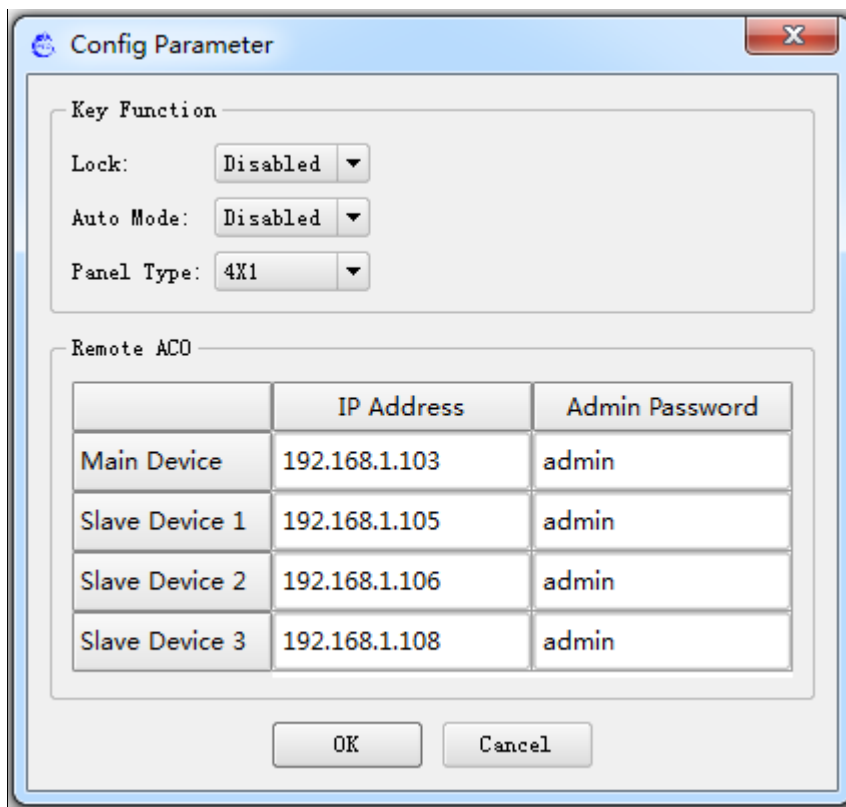 Config Parameter
Key Function
Lock: Disabled
Auto Mode: Disabled
Panel Type: 4X1
Remote ACO
IP Address Admin Password
Main Device 192.168.1.103 admin
Slave Device 1 192.168.1.105 admin
Slave Device 2 192.168.1.106 admin
Slave Device 3 192.168.1.108 admin
OK Cancel